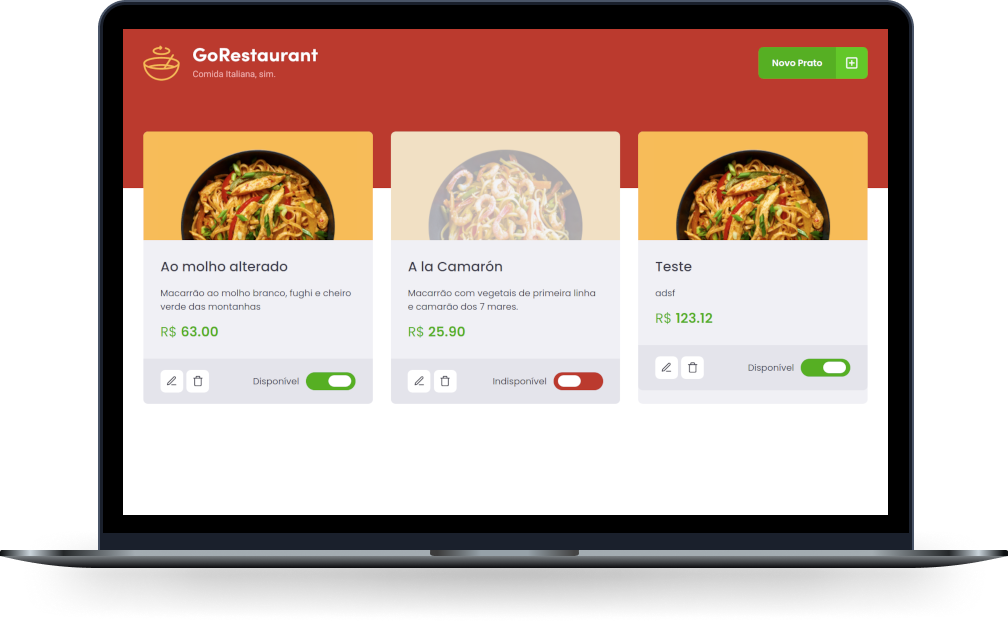 GoRestaurant
Comida Italiana, sim.
Novo Prato
Ao molho alterado
Macarrão ao molho branco, fughi e cheiro
verde das montanhas
R$ 63.00
Disponível
A la Camarón
Macarrão com vegetais de primeira linha
e camarão dos 7 mares.
R$ 25.90
Indisponível
Teste
adsf
R$ 123.12
Disponível